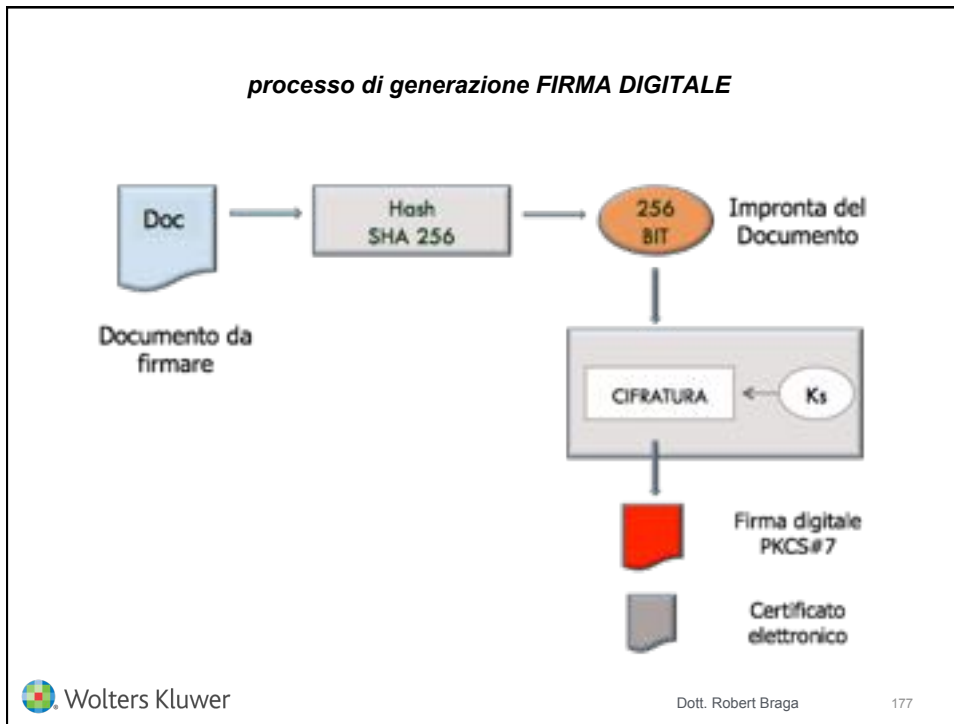 processo di generazione FIRMA DIGITALE
Doc
Hash
SHA 256
256
BIT
Impronta del
Documento
Documento da
firmare
CIFRATURA
Ks
Firma digitale
PKCS#7
Certificato
elettronico
Wolters Kluwer
Dott. Robert Braga
177